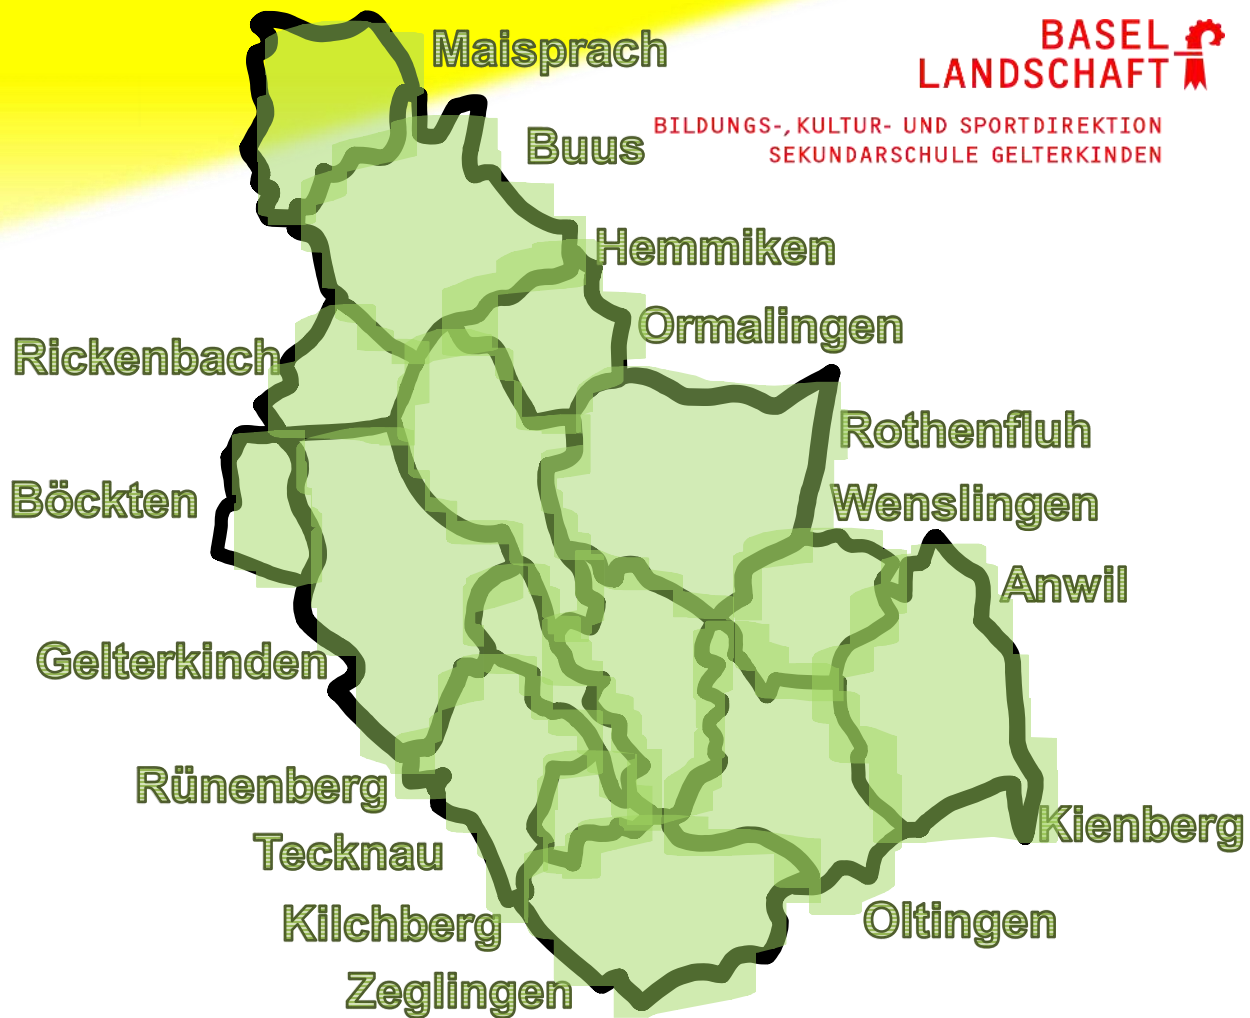 BASEL
LANDSCHAFT
BILDUNGS-, KULTUR- UND SPORTDIREKTION
SEKUNDARSCHULE GELTERKINDEN
Maisprach
Buus
Hemmiken
Ormalingen
Rickenbach
Rothenfluh
Böckten
Wenslingen
Anwil
Gelterkinden
Rünenberg
Kienberg
Tecknau
Kilchberg
Oltingen
Zeglingen